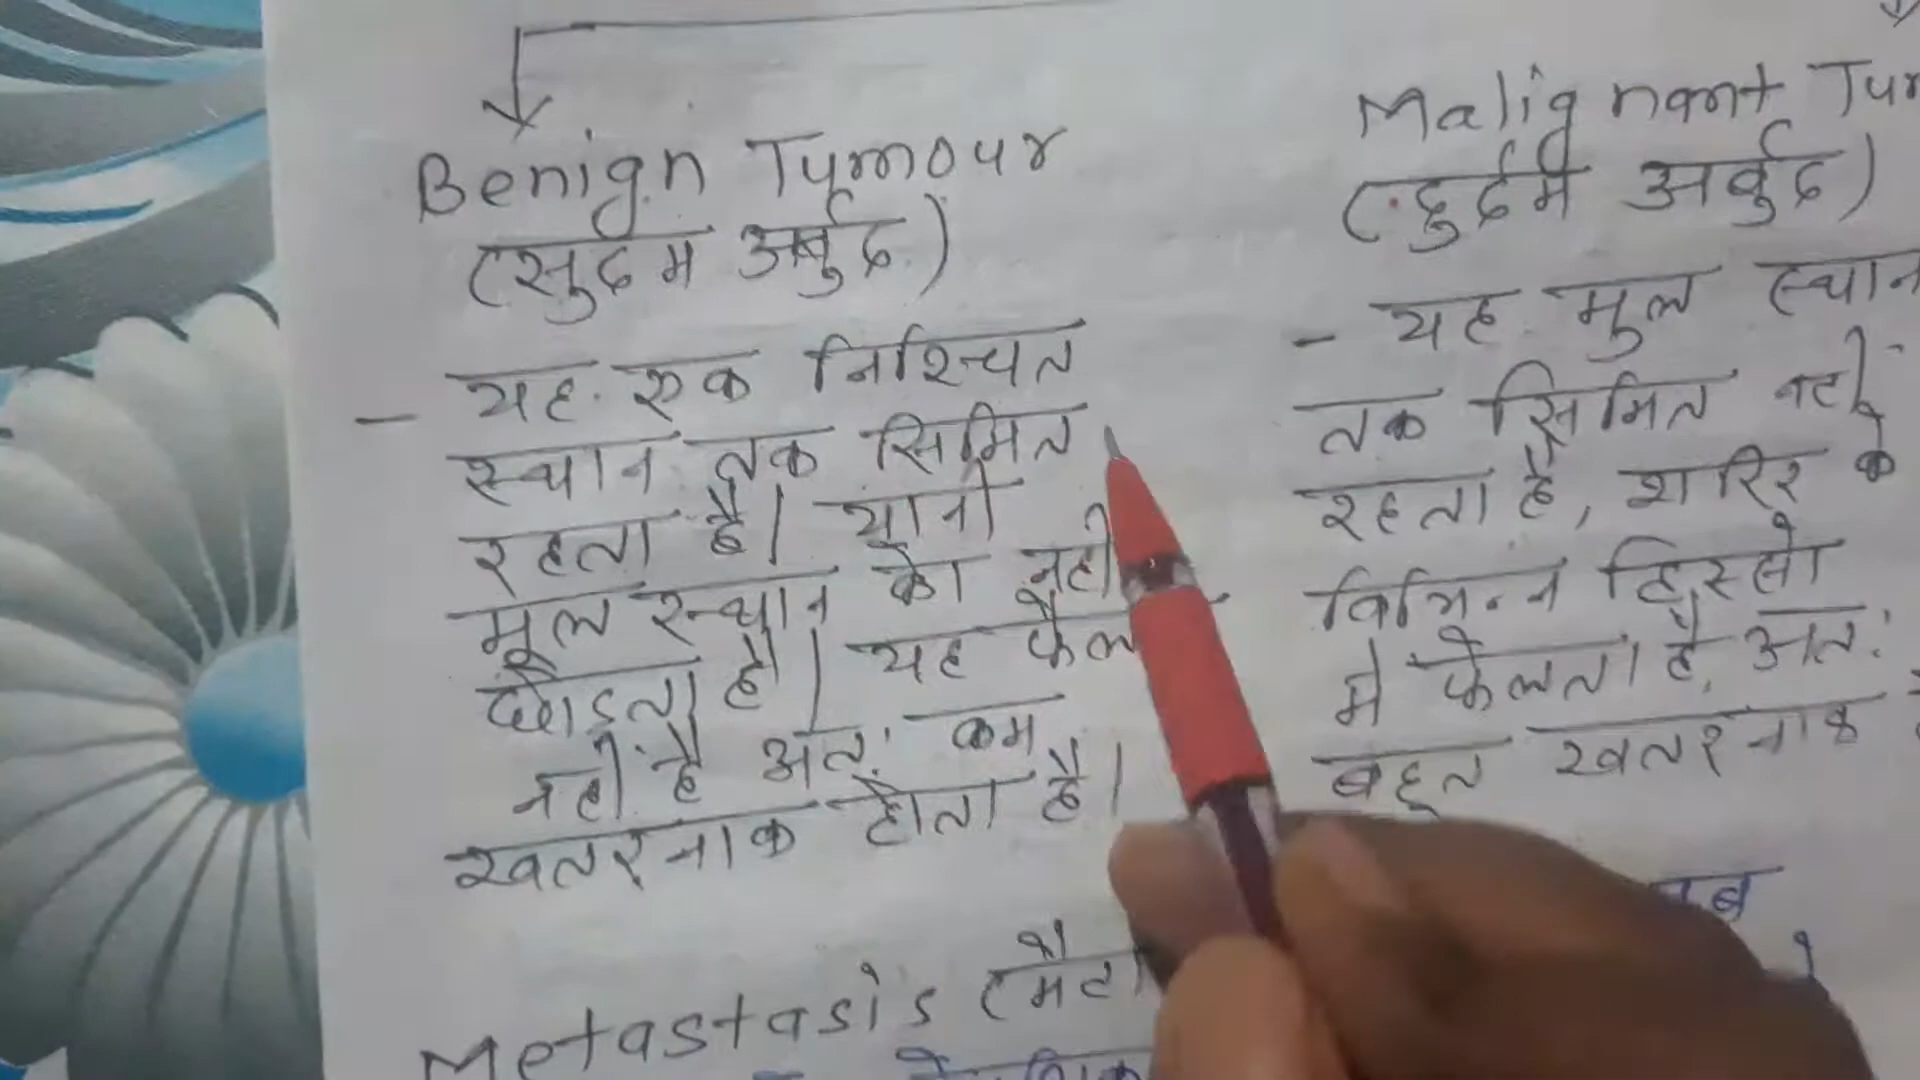 Benign Tumour
(सुदम अर्बुद)
- यह एक निश्चित
स्थान तक सिमित
रहता है। यानी
मूल स्थान को नही
छोड़ता है। यह फैल
नही है अतः कम
खतरनाक होता है।
Malignant Tum
(दुर्दम अर्बुद)
- यह मुल स्थान
तक सिमित नही
रहता है, शरिर के
विभिन्न हिस्सो
मे फेलता है, अतः
बहुत खतरनाक
Metastasis (मैटा